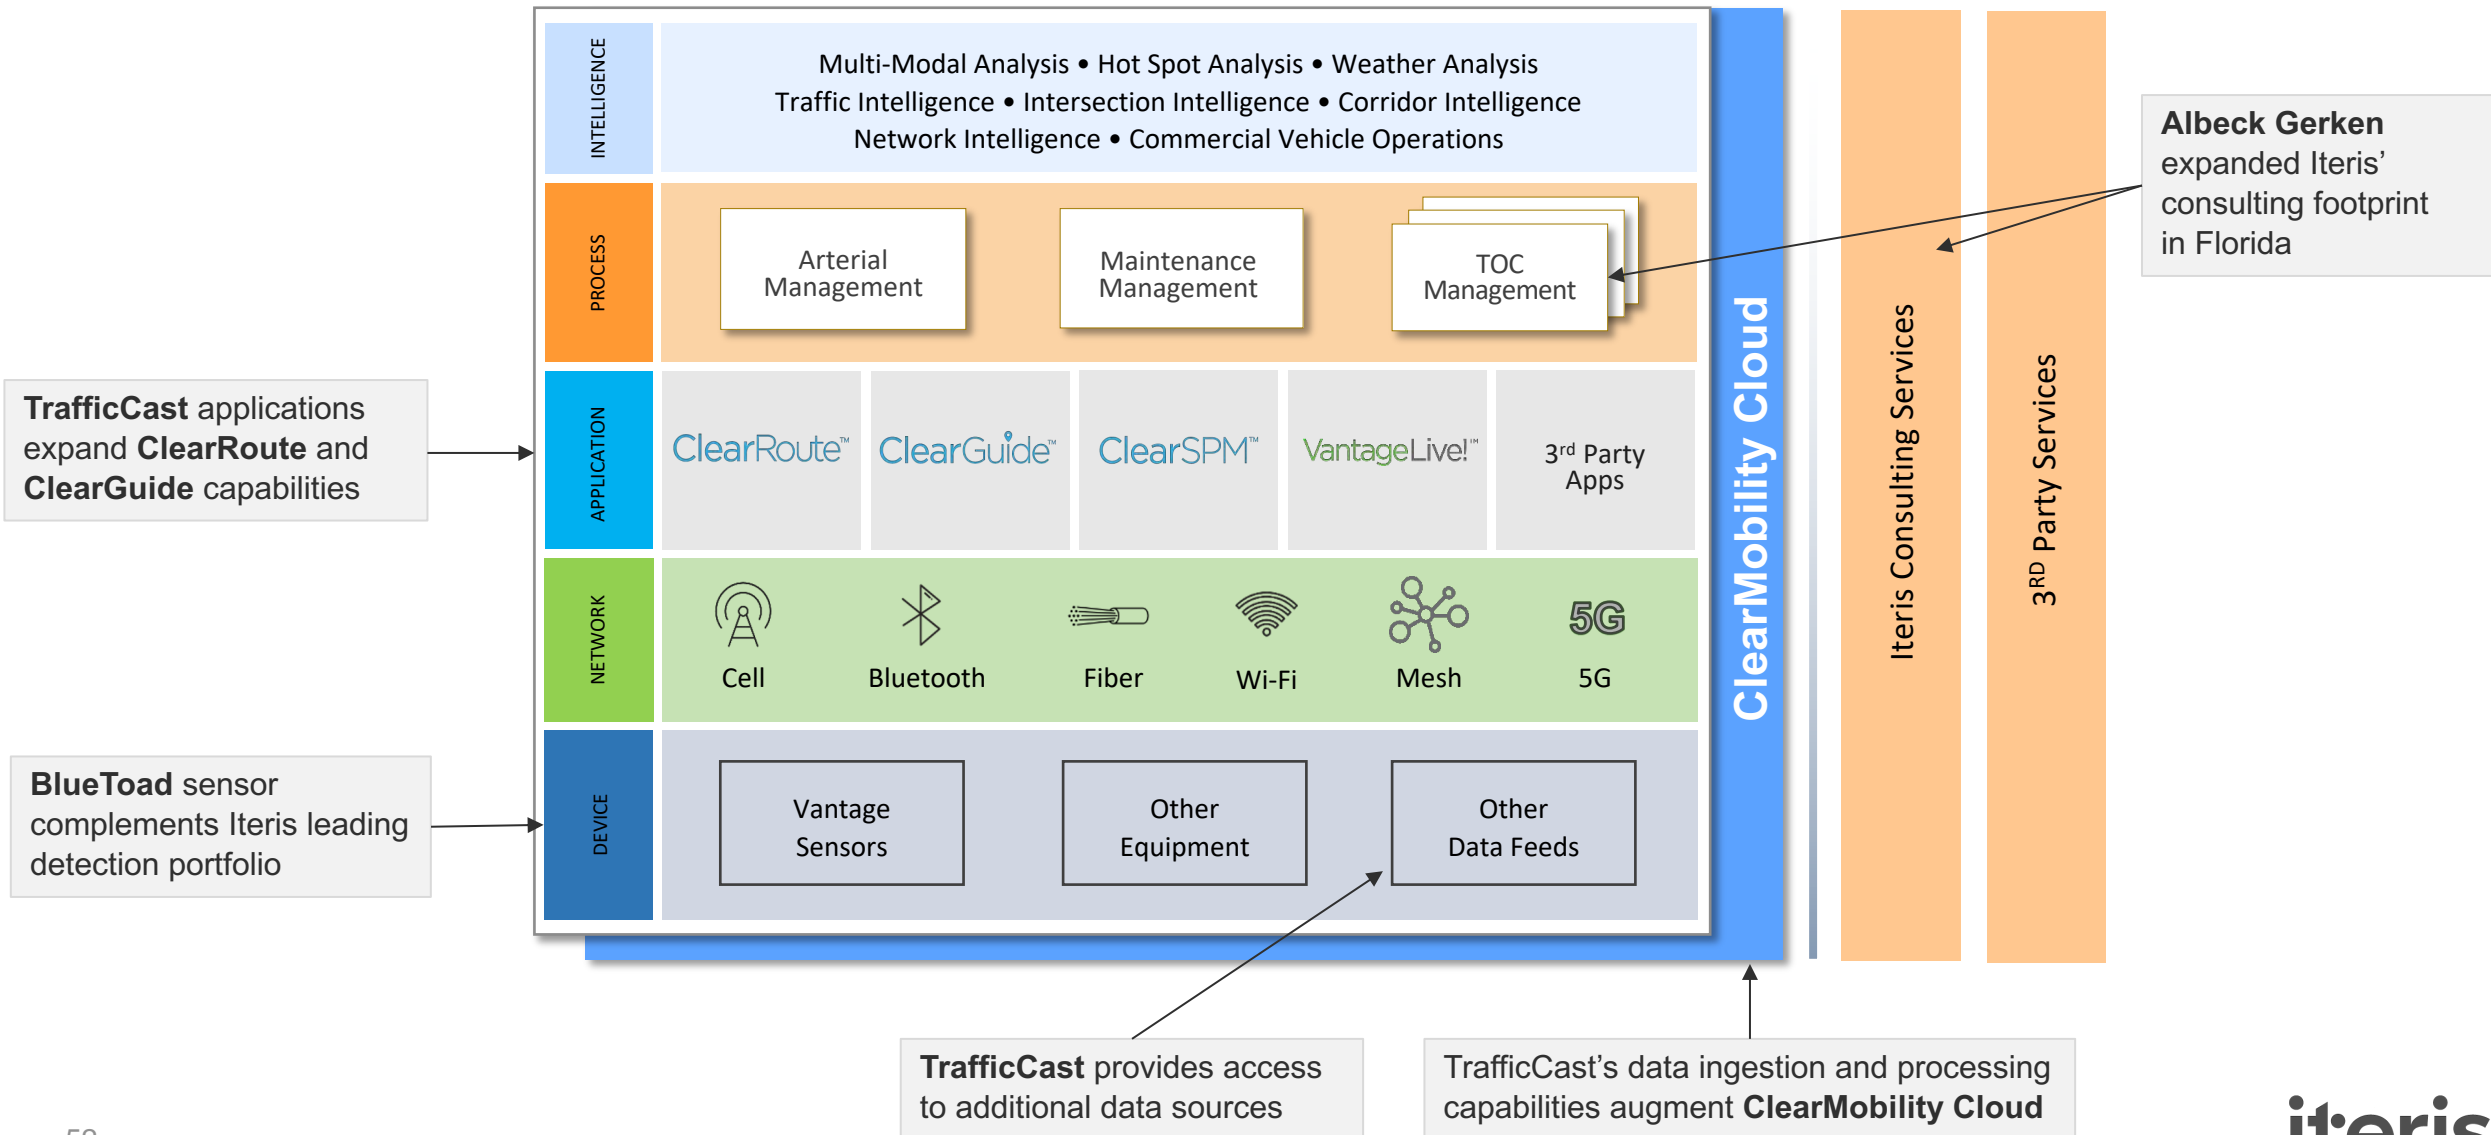 INTELLIGENCE
Multi-Modal Analysis • Hot Spot Analysis • Weather Analysis
Traffic Intelligence • Intersection Intelligence • Corridor Intelligence
Network Intelligence • Commercial Vehicle Operations
PROCESS
Arterial
Management
Maintenance
Management
TOC
Management
APPLICATION
ClearRoute™
ClearGuide™
ClearSPM™
VantageLive!™
3rd Party
Apps
NETWORK
Cell
Bluetooth
Fiber
Wi-Fi
Mesh
5G
5G
DEVICE
Vantage
Sensors
Other
Equipment
Other
Data Feeds
ClearMobility Cloud
Iteris Consulting Services
3RD Party Services
Albeck Gerken
expanded Iteris’
consulting footprint
in Florida
TrafficCast applications
expand ClearRoute and
ClearGuide capabilities
BlueToad sensor
complements Iteris leading
detection portfolio
TrafficCast provides access
to additional data sources
TrafficCast’s data ingestion and processing
capabilities augment ClearMobility Cloud
iteris